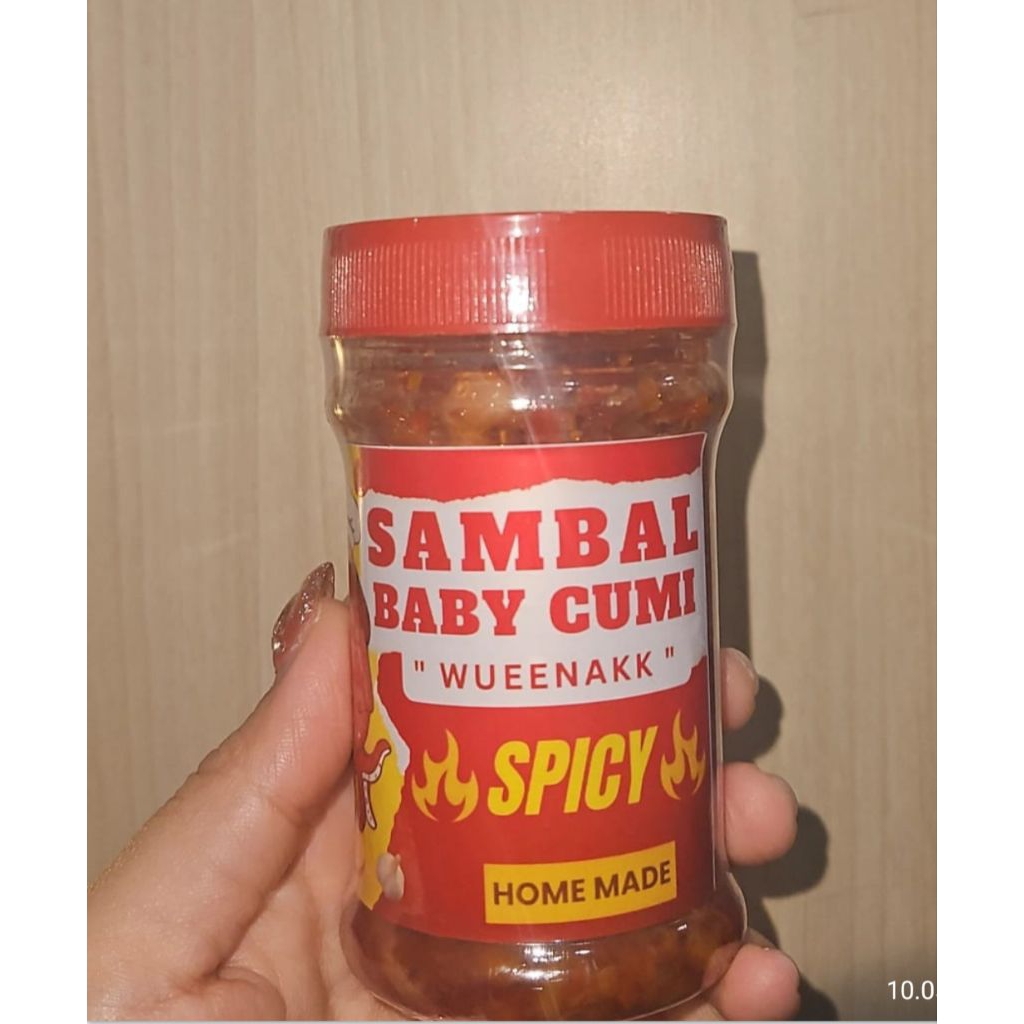 SAMBAL
BABY CUMI
" WUEENAKK "
SPICY
HOME MADE
10.0